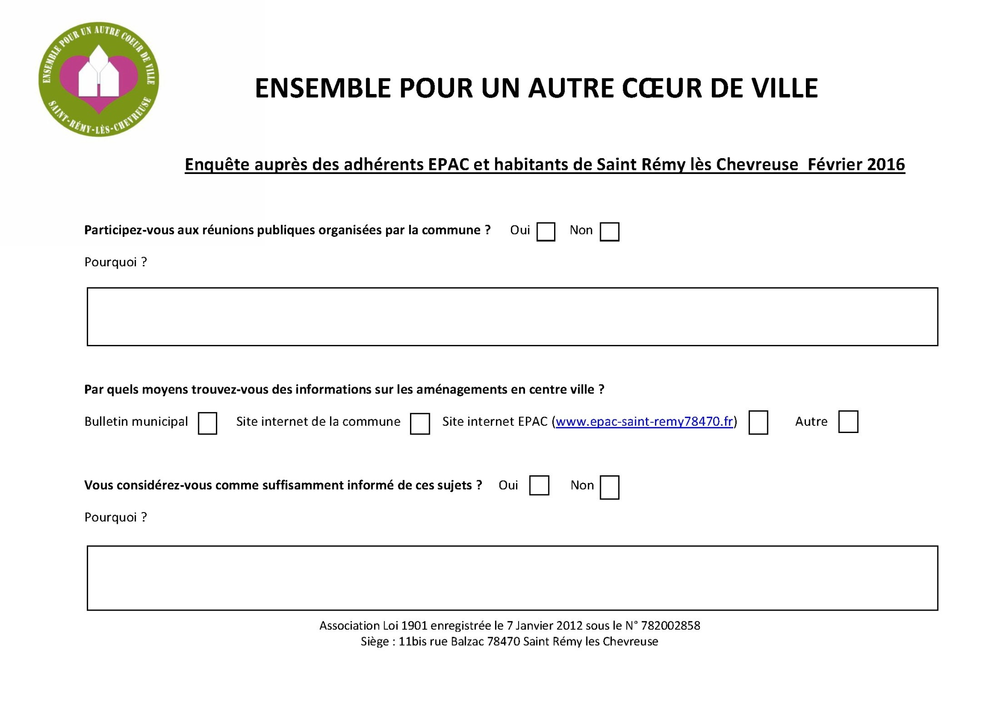 ENSEMBLE POUR UN AUTRE COEUR DE VILLE
SAINT-RÉMY-LÈS-CHEVREUSE
ENSEMBLE POUR UN AUTRE CŒUR DE VILLE
Enquête auprès des adhérents EPAC et habitants de Saint Rémy lès Chevreuse  Février 2016
Participez-vous aux réunions publiques organisées par la commune ? Oui Non
Pourquoi ?
Par quels moyens trouvez-vous des informations sur les aménagements en centre ville ?
Bulletin municipal Site internet de la commune Site internet EPAC (www.epac-saint-remy78470.fr) Autre
Vous considérez-vous comme suffisamment informé de ces sujets ? Oui Non
Pourquoi ?
Association Loi 1901 enregistrée le 7 Janvier 2012 sous le N° 782002858
Siège : 11bis rue Balzac 78470 Saint Rémy les Chevreuse